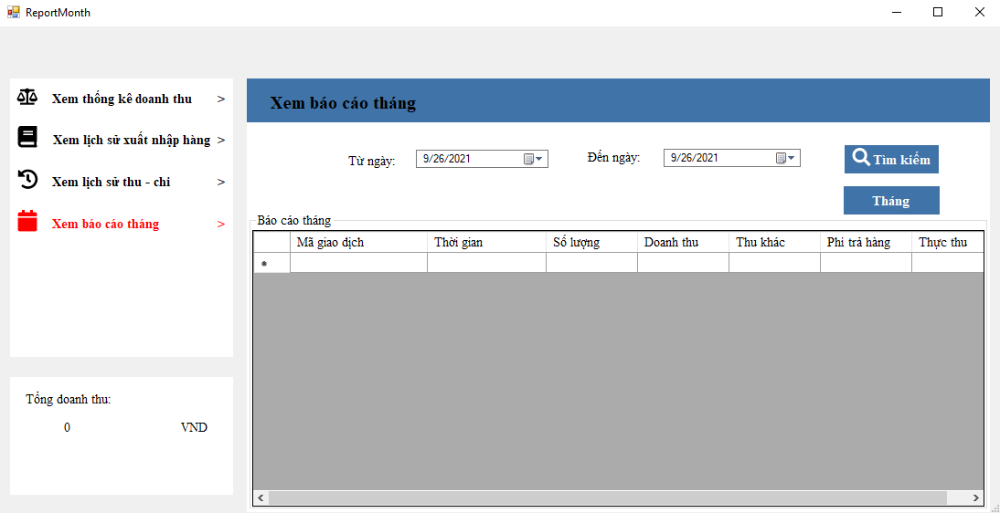 ReportMonth
Xem thống kê doanh thu >
Xem lịch sử xuất nhập hàng >
Xem lịch sử thu - chi >
Xem báo cáo tháng >
Tổng doanh thu:
0 VND
Xem báo cáo tháng
Từ ngày: 9/26/2021 Đến ngày: 9/26/2021 Tìm kiếm
Tháng
Báo cáo tháng
Mã giao dịch Thời gian Số lượng Doanh thu Thu khác Phí trả hàng Thực thu